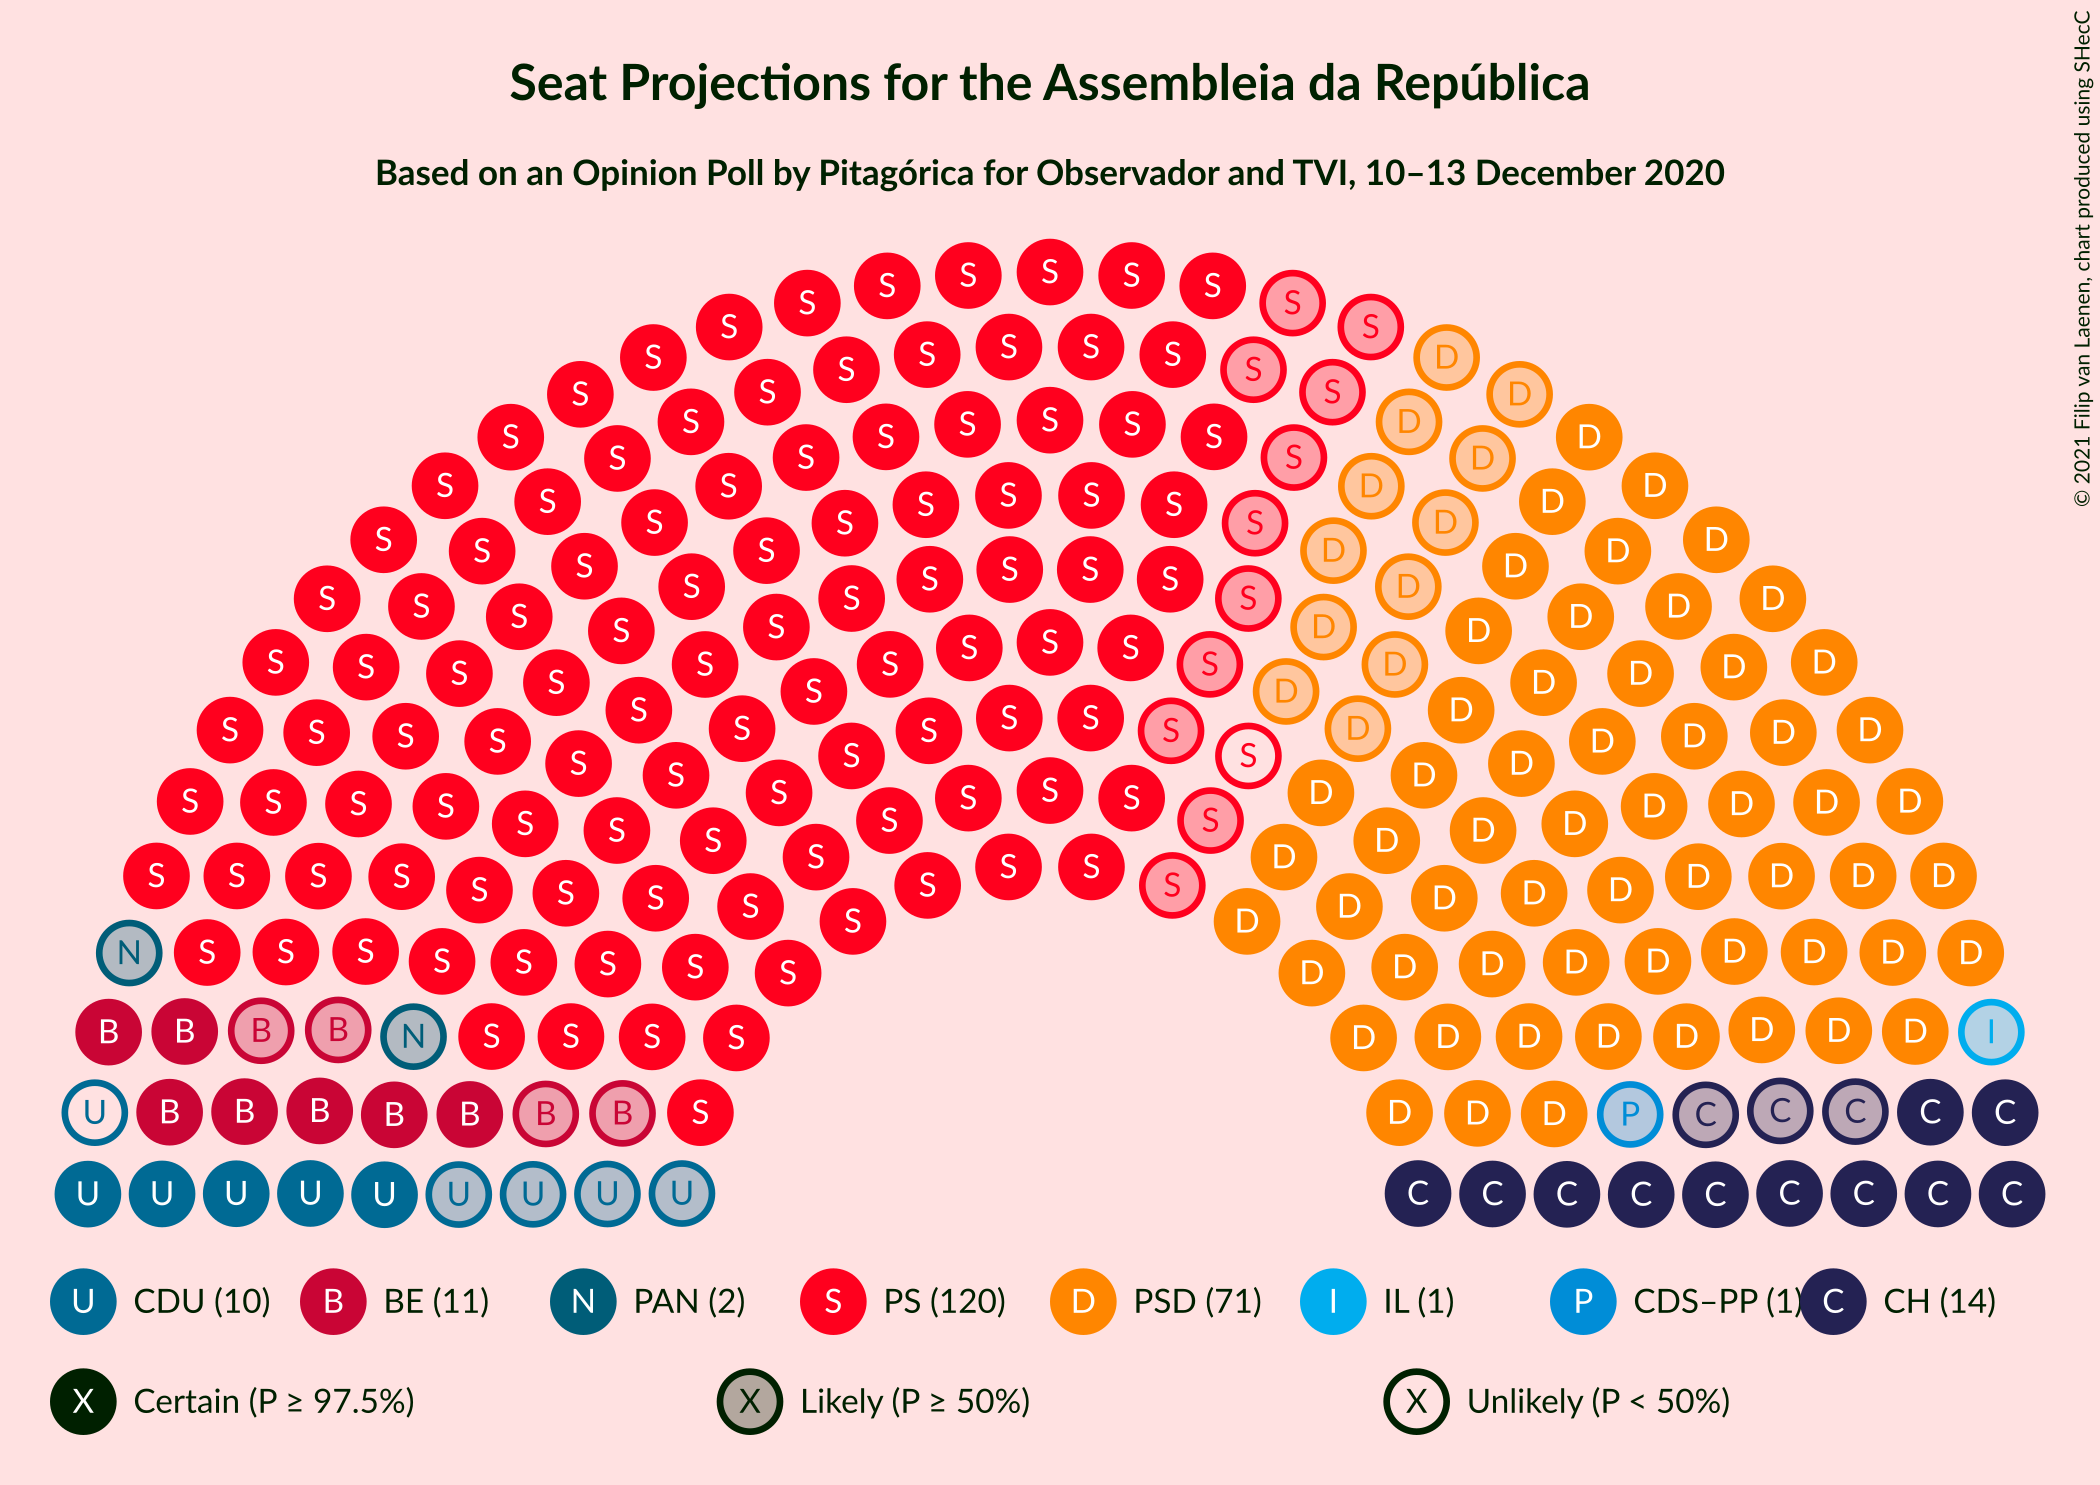 Seat Projections for the Assembleia da República
Based on an Opinion Poll by Pitagórica for Observador and TVI, 10–13 December 2020
© 2021 Filip van Laenen, chart produced using SHecC
U CDU (10) B BE (11) N PAN (2) S PS (120) D PSD (71) I IL (1) P CDS–PP (1) C CH (14)
X Certain (P ≥ 97.5%) X Likely (P ≥ 50%) X Unlikely (P < 50%)